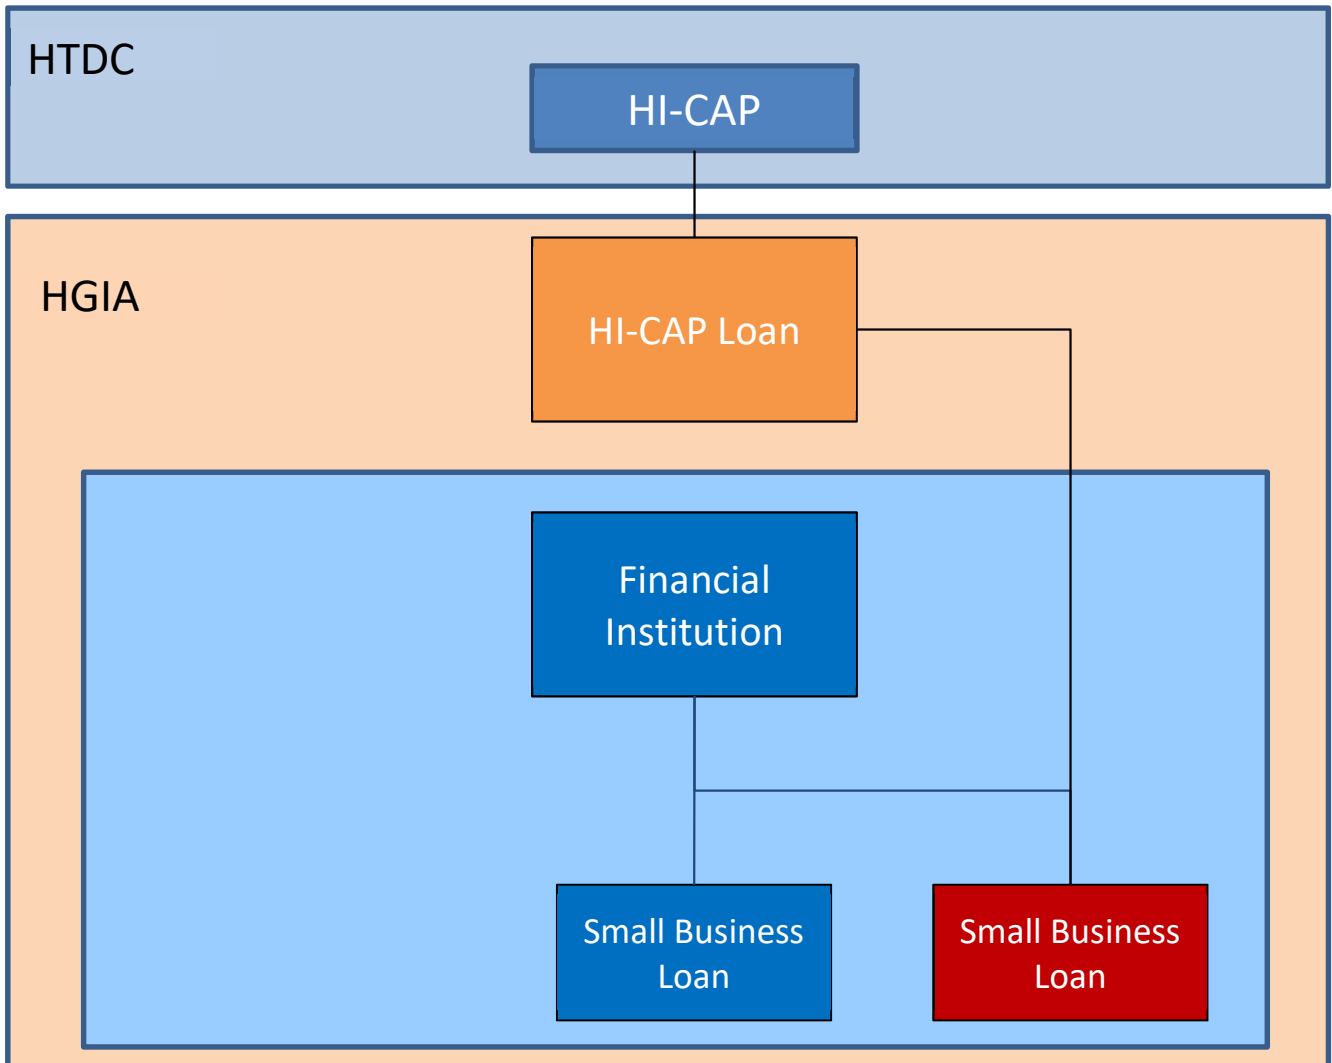 HTDC
HI-CAP
HGIA
HI-CAP Loan
Financial
Institution
Small Business
Loan
Small Business
Loan